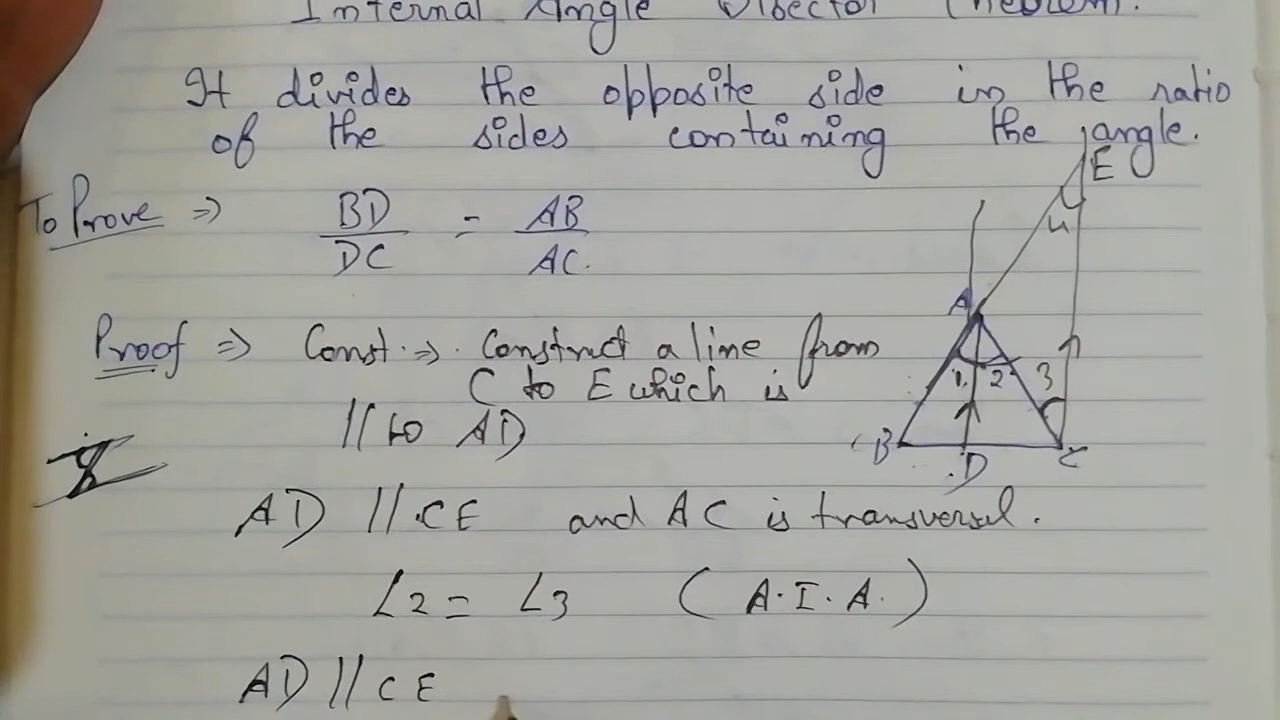 Internal Angle Bisector Theorem.
It divides the opposite side in the ratio
of the sides containing the angle.
To Prove ⇒ BD/DC = AB/AC.
Proof ⇒ Const. ⇒ Construct a line from
C to E which is
// to AD
AD // CE and AC is transversal.
∠2 = ∠3 (A.I.A.)
AD // CE
E
4
A
1 2 3
B D C